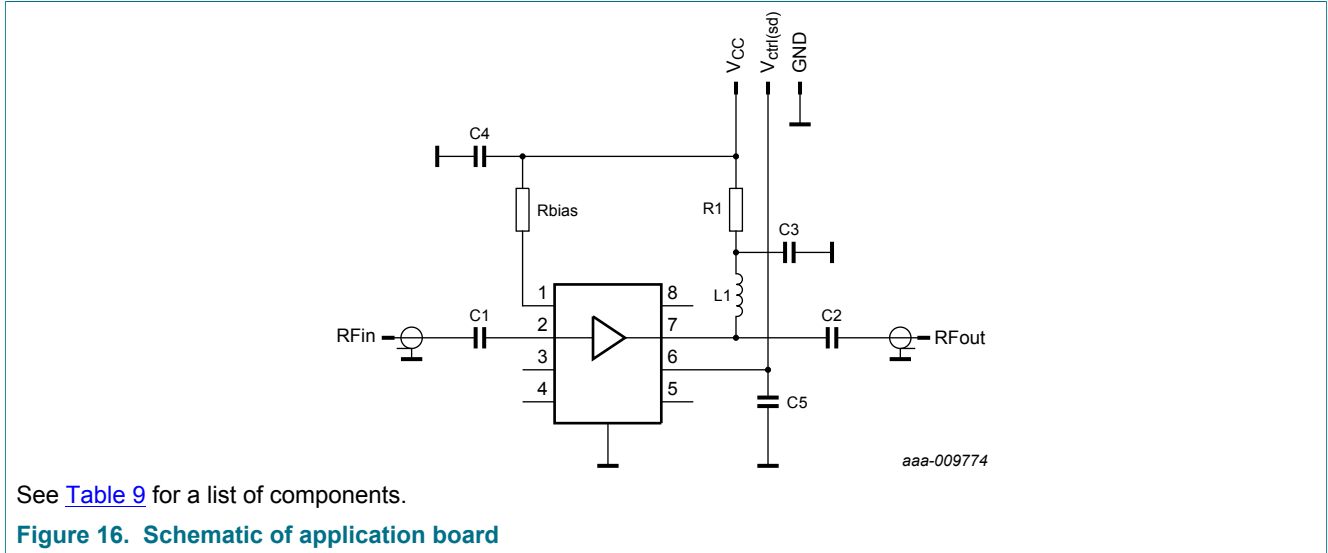 VCC
Vctrl(sd)
GND
C4
Rbias
R1
C3
L1
1
8
RFin
C1
2
7
C2
RFout
3
6
4
5
C5
aaa-009774
See Table 9 for a list of components.
Figure 16. Schematic of application board